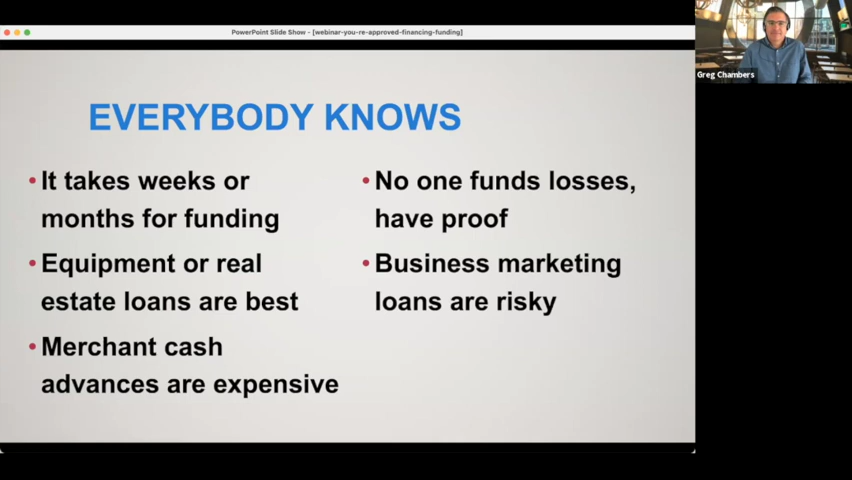 PowerPoint Slide Show - [webinar-you-re-approved-financing-funding]
Greg Chambers
EVERYBODY KNOWS
• It takes weeks or
months for funding
• Equipment or real
estate loans are best
• Merchant cash
advances are expensive
• No one funds losses,
have proof
• Business marketing
loans are risky